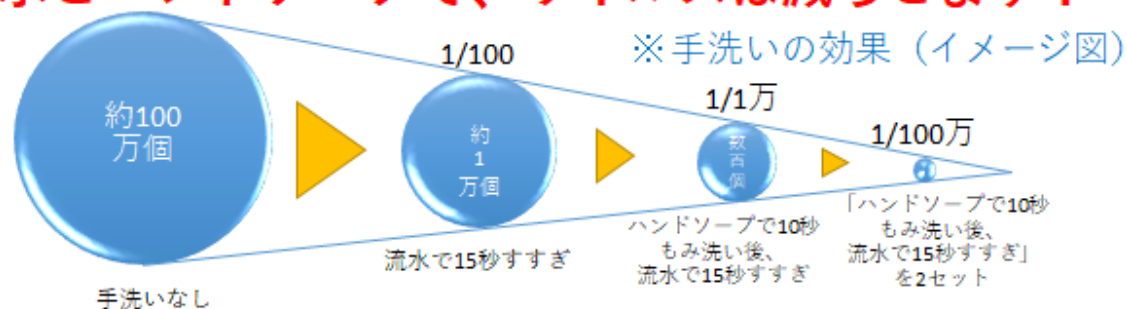 ※手洗いの効果（イメージ図）
1/100
1/1万
1/100万
約100
万個
約
1
万個
数
百
個
手洗いなし
流水で15秒すすぎ
ハンドソープで10秒
もみ洗い後、
流水で15秒すすぎ
「ハンドソープで10秒
もみ洗い後、
流水で15秒すすぎ」
を2セット